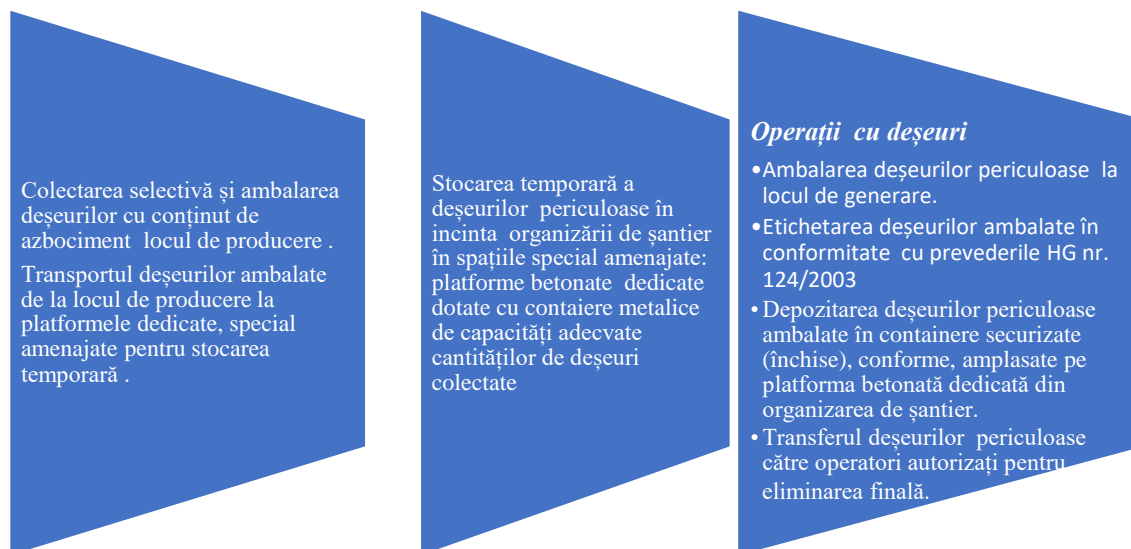 Colectarea selectivă și ambalarea
deșeurilor cu conținut de
azbociment locul de producere .
Transportul deșeurilor ambalate
de la locul de producere la
platformele dedicate, special
amenajate pentru stocarea
temporară .
Stocarea temporară a
deșeurilor periculoase în
incinta organizării de șantier
în spațiile special amenajate:
platforme betonate dedicate
dotate cu contaiere metalice
de capacități adecvate
cantităților de deșeuri
colectate
Operații cu deșeuri
•Ambalarea deșeurilor periculoase la
locul de generare.
•Etichetarea deșeurilor ambalate în
conformitate cu prevederile HG nr.
124/2003
• Depozitarea deșeurilor periculoase
ambalate în containere securizate
(închise), conforme, amplasate pe
platforma betonată dedicată din
organizarea de șantier.
• Transferul deșeurilor periculoase
către operatori autorizați pentru
eliminarea finală.